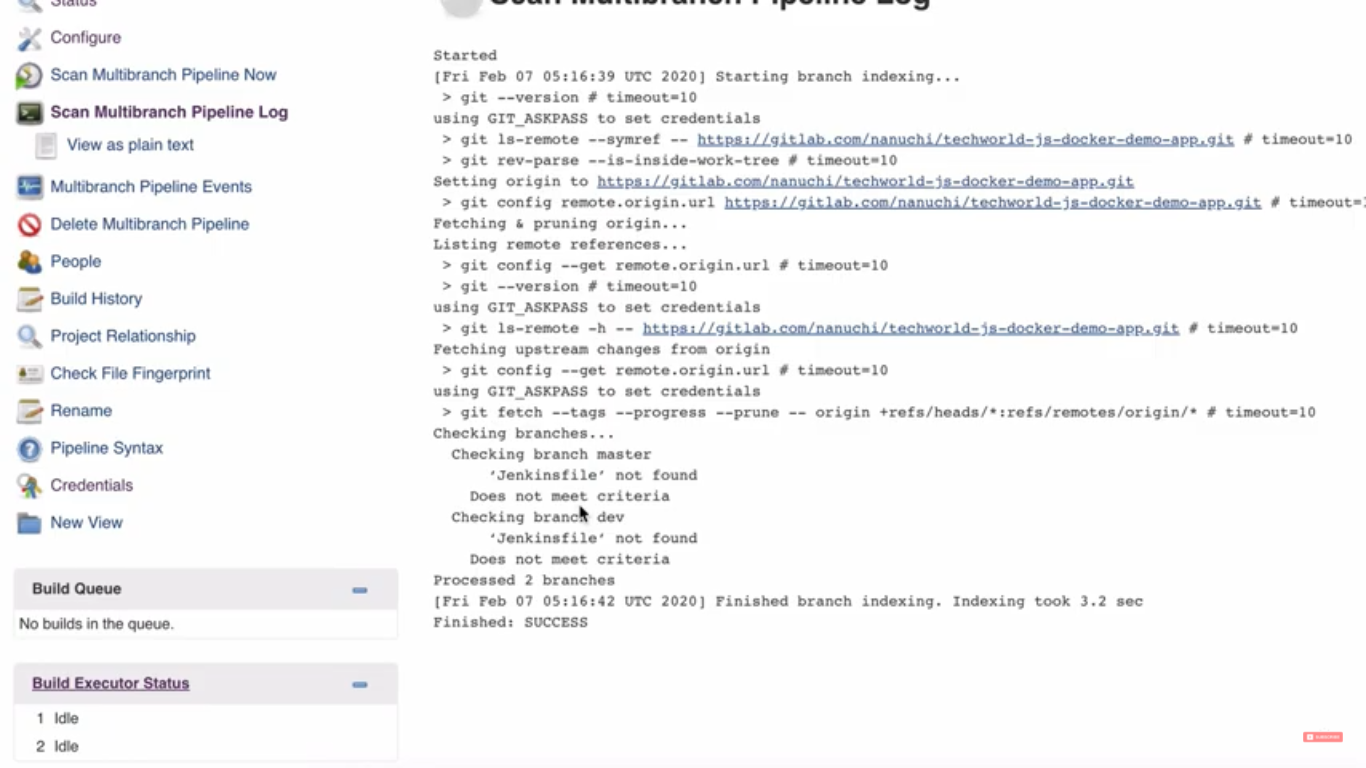 Status
Configure
Scan Multibranch Pipeline Now
Scan Multibranch Pipeline Log
View as plain text
Multibranch Pipeline Events
Delete Multibranch Pipeline
People
Build History
Project Relationship
Check File Fingerprint
Rename
Pipeline Syntax
Credentials
New View
Build Queue
No builds in the queue.
Build Executor Status
1 Idle
2 Idle
Scan Multibranch Pipeline Log
Started
[Fri Feb 07 05:16:39 UTC 2020] Starting branch indexing...
> git --version # timeout=10
using GIT_ASKPASS to set credentials
> git ls-remote --symref -- https://gitlab.com/nanuchi/techworld-js-docker-demo-app.git # timeout=10
> git rev-parse --is-inside-work-tree # timeout=10
Setting origin to https://gitlab.com/nanuchi/techworld-js-docker-demo-app.git
> git config remote.origin.url https://gitlab.com/nanuchi/techworld-js-docker-demo-app.git # timeout=
Fetching & pruning origin...
Listing remote references...
> git config --get remote.origin.url # timeout=10
> git --version # timeout=10
using GIT_ASKPASS to set credentials
> git ls-remote -h -- https://gitlab.com/nanuchi/techworld-js-docker-demo-app.git # timeout=10
Fetching upstream changes from origin
> git config --get remote.origin.url # timeout=10
using GIT_ASKPASS to set credentials
> git fetch --tags --progress --prune -- origin +refs/heads/*:refs/remotes/origin/* # timeout=10
Checking branches...
Checking branch master
‘Jenkinsfile’ not found
Does not meet criteria
Checking branch dev
‘Jenkinsfile’ not found
Does not meet criteria
Processed 2 branches
[Fri Feb 07 05:16:42 UTC 2020] Finished branch indexing. Indexing took 3.2 sec
Finished: SUCCESS